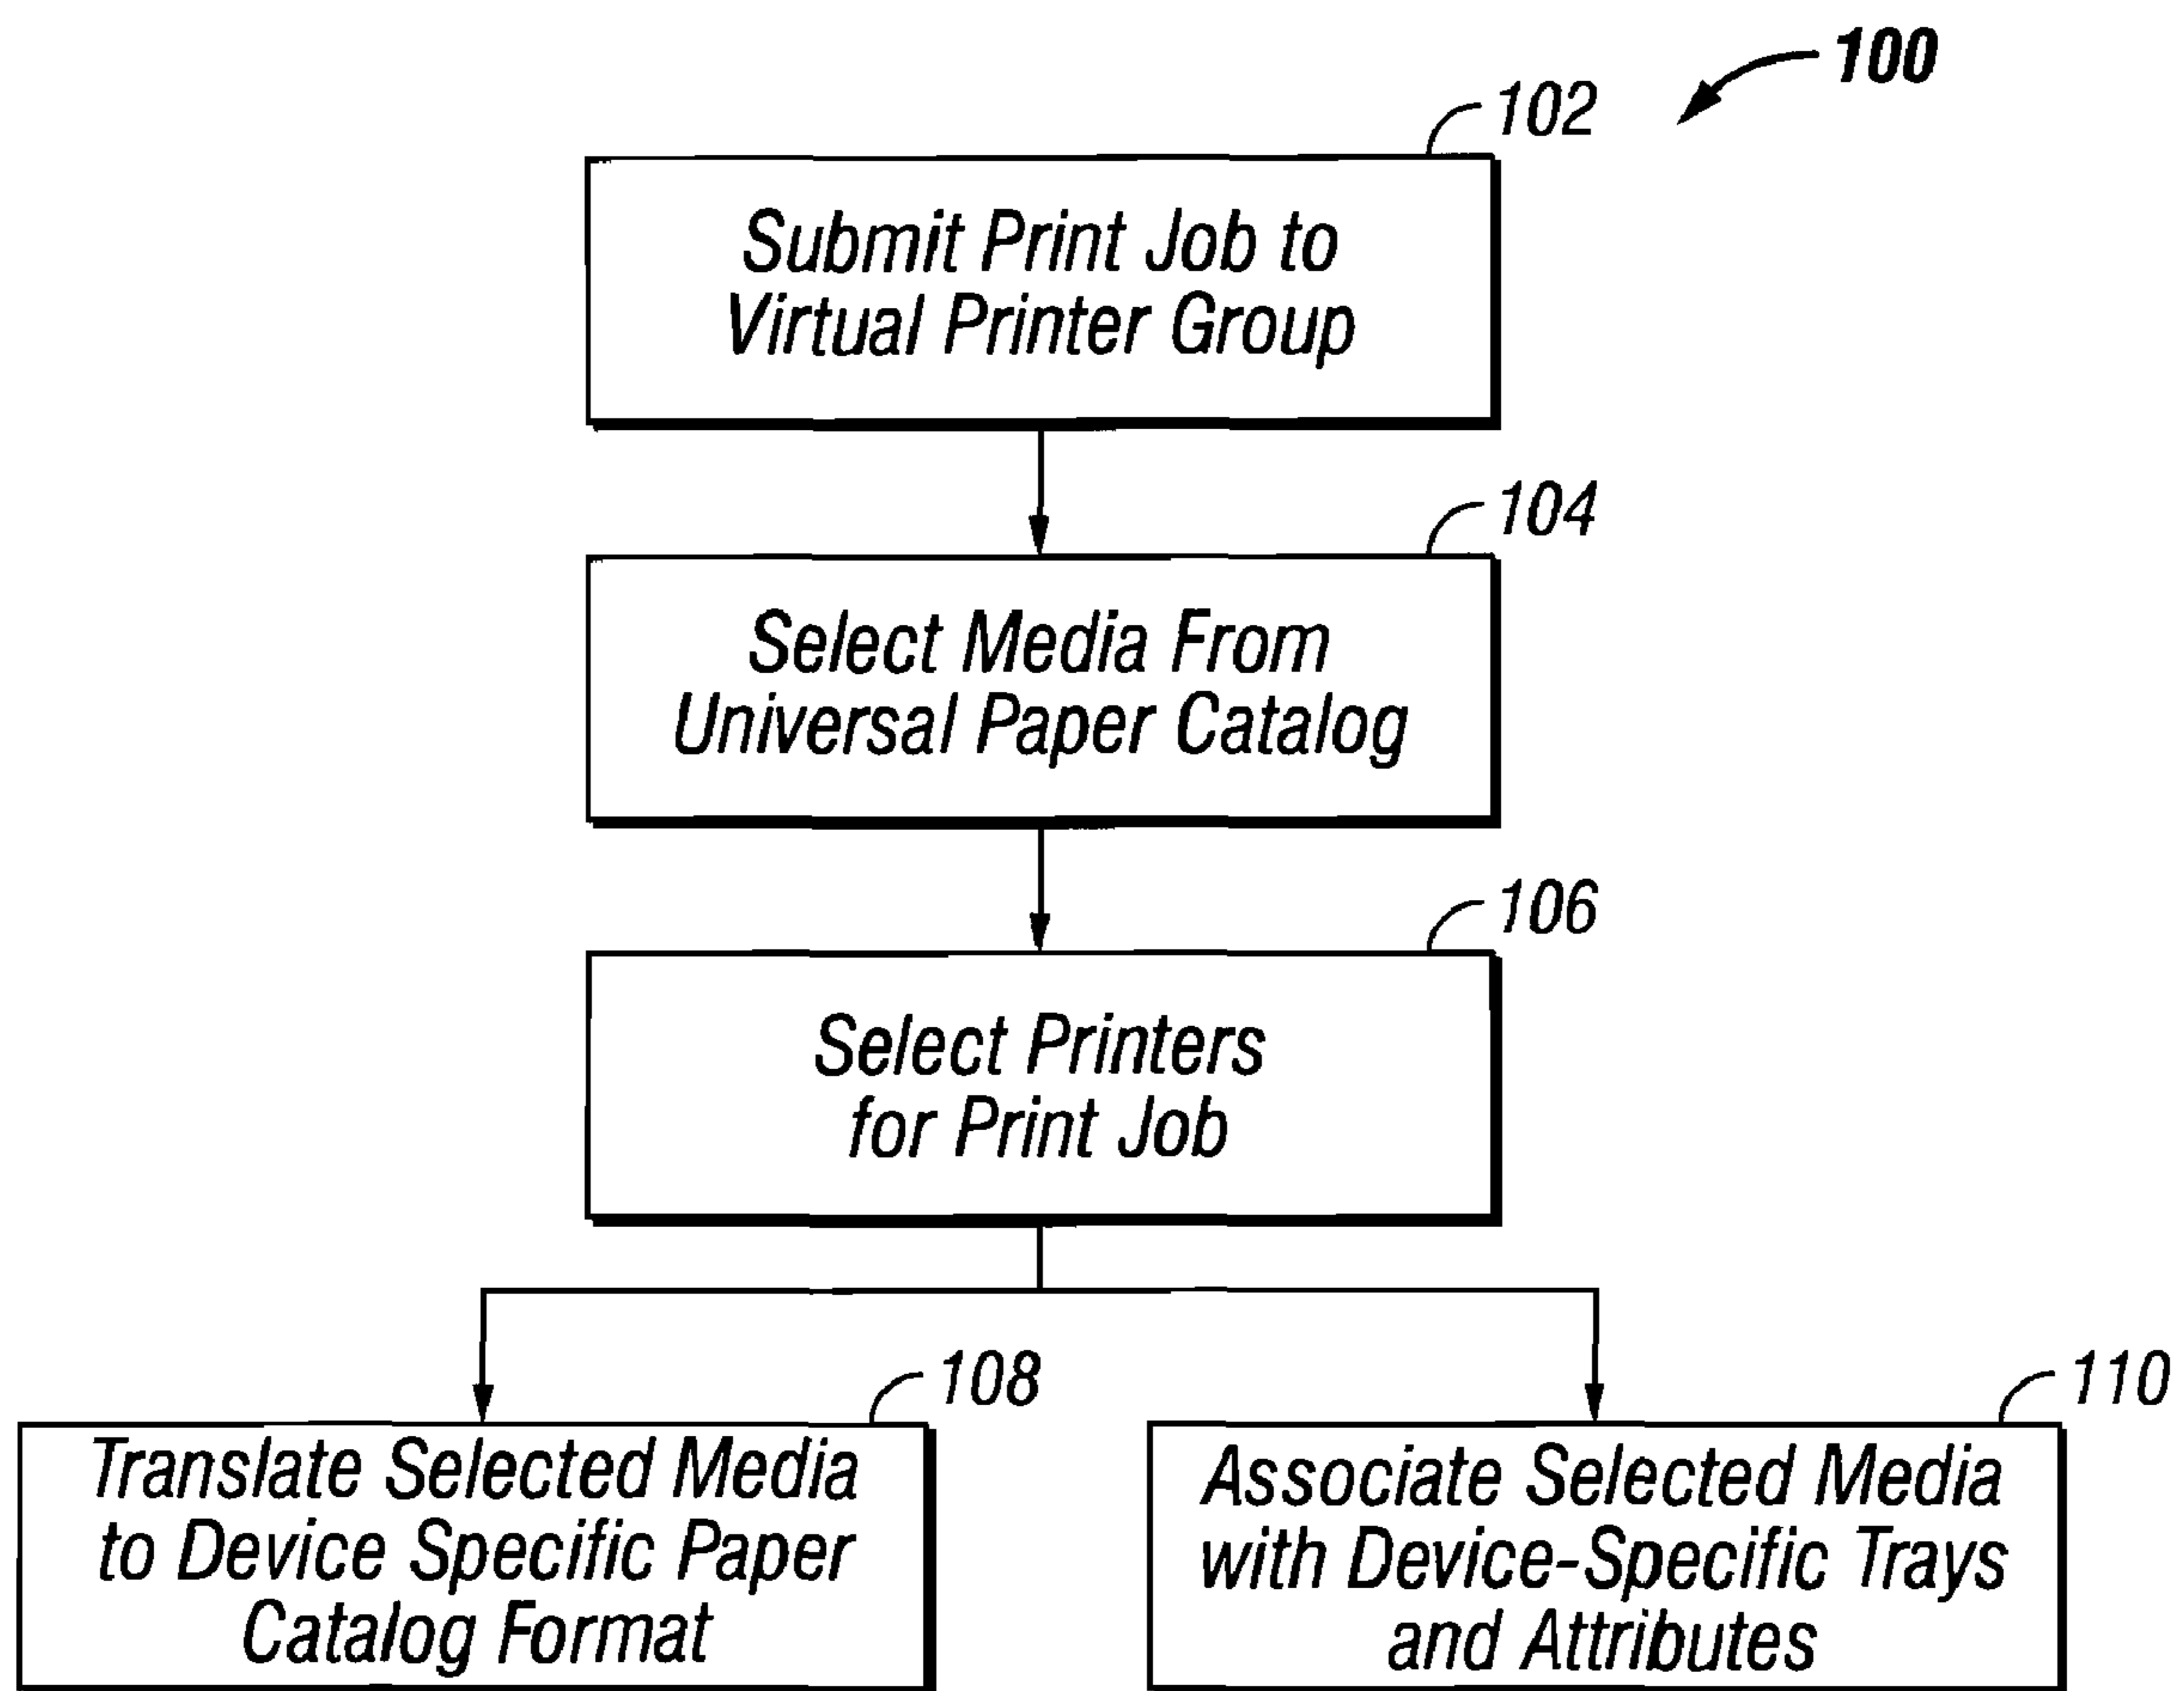 100
102
Submit Print Job to
Virtual Printer Group
104
Select Media From
Universal Paper Catalog
106
Select Printers
for Print Job
108
Translate Selected Media
to Device Specific Paper
Catalog Format
110
Associate Selected Media
with Device-Specific Trays
and Attributes